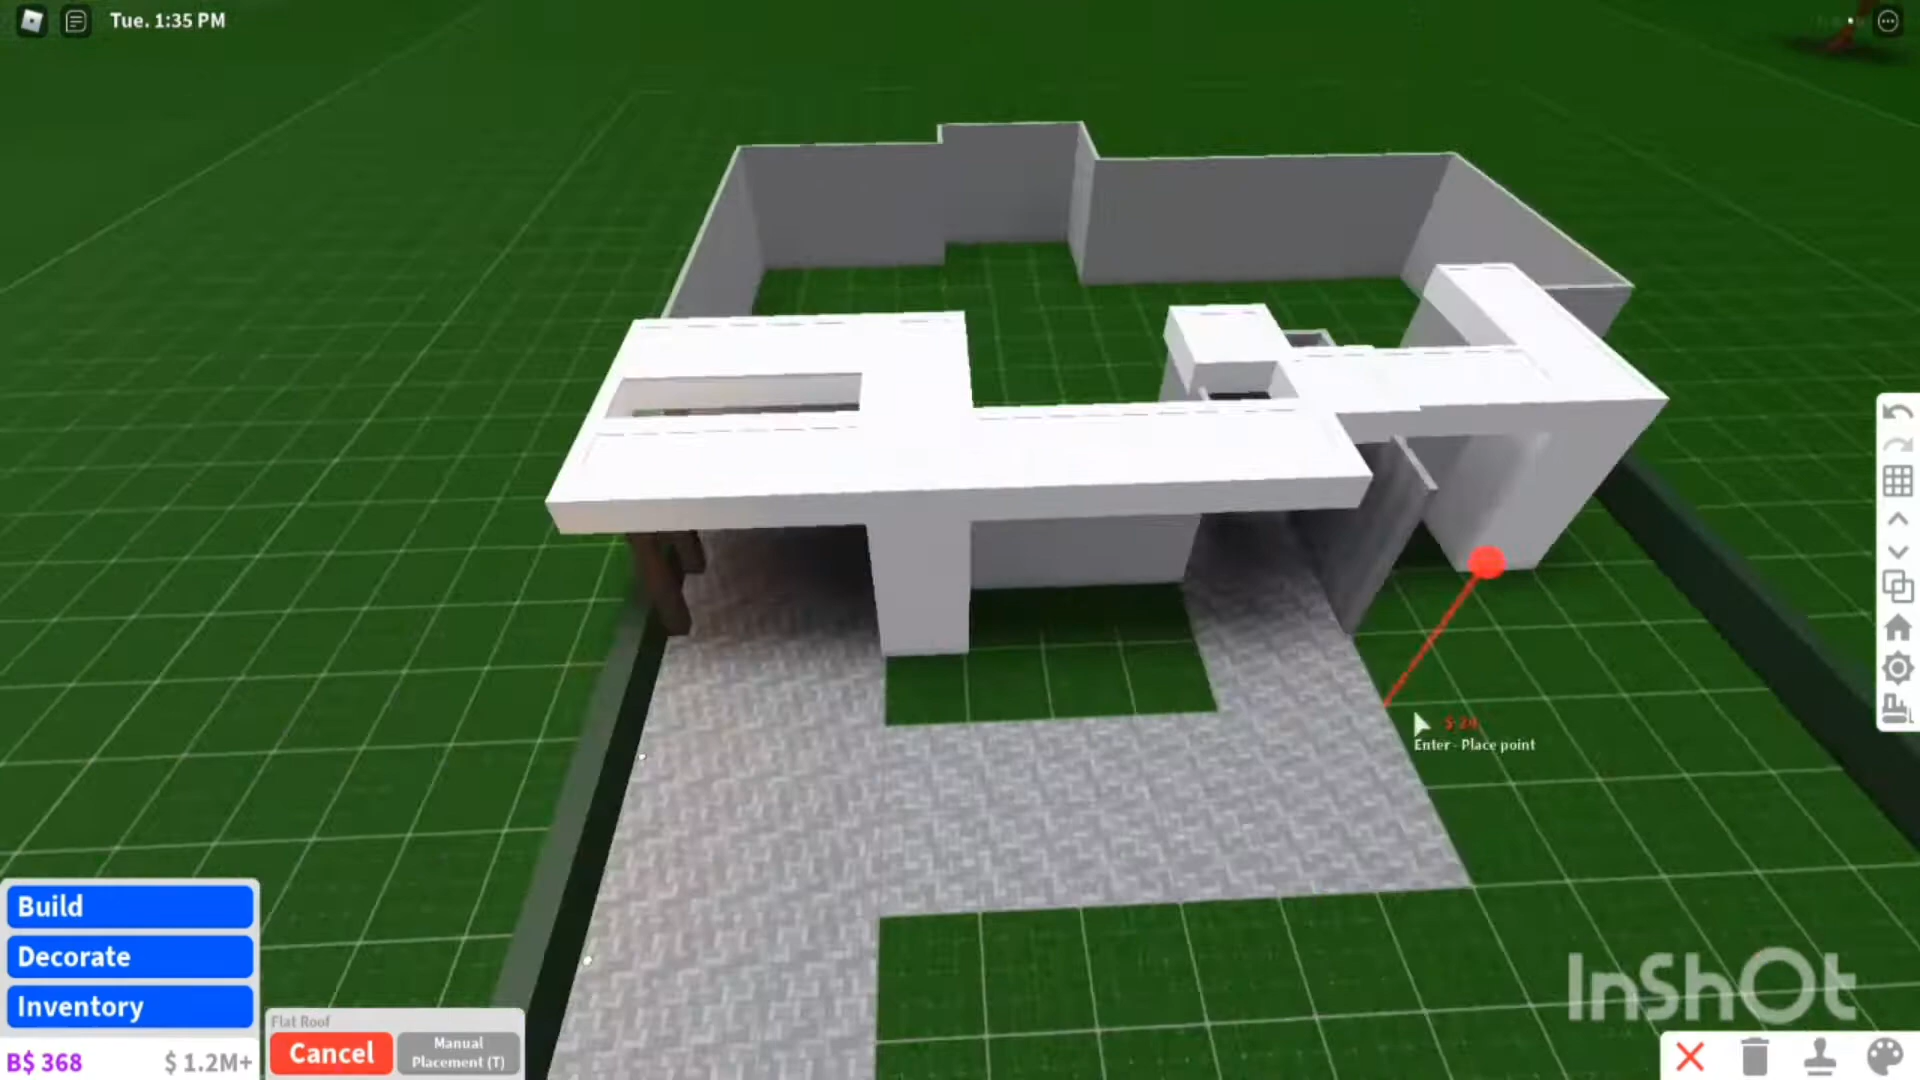 Tue. 1:35 PM
$ 24
Enter - Place point
Build
Decorate
Inventory
B$ 368
$ 1.2M+
Flat Roof
Cancel
Manual
Placement (T)
InShOt